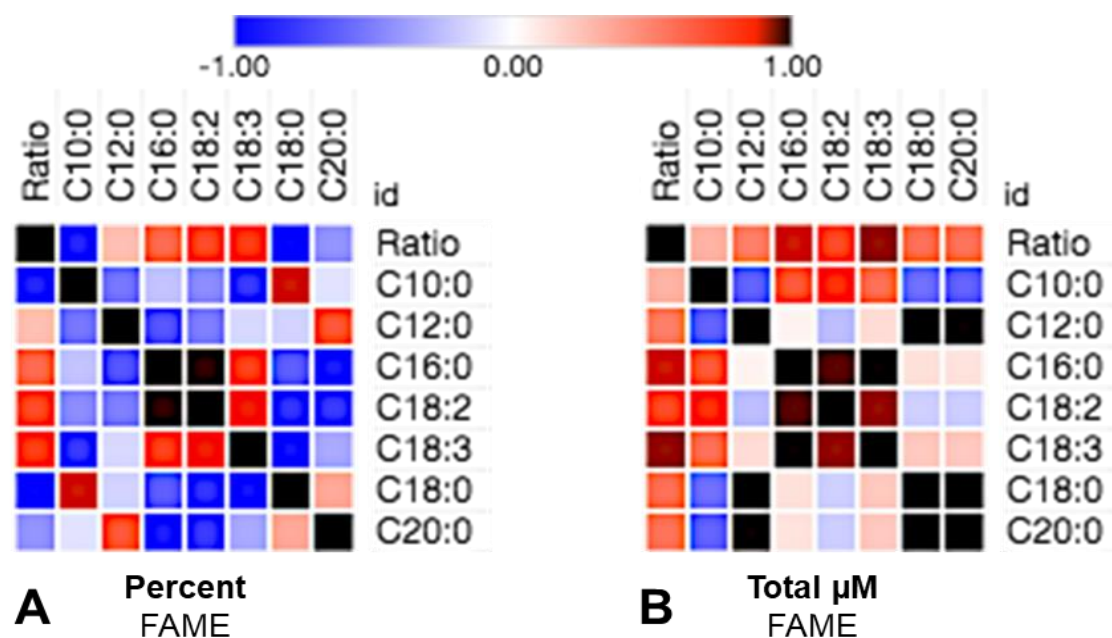 -1.00 0.00 1.00
Ratio C10:0 C12:0 C16:0 C18:2 C18:3 C18:0 C20:0 id
Ratio
C10:0
C12:0
C16:0
C18:2
C18:3
C18:0
C20:0
A Percent
FAME
Ratio C10:0 C12:0 C16:0 C18:2 C18:3 C18:0 C20:0 id
Ratio
C10:0
C12:0
C16:0
C18:2
C18:3
C18:0
C20:0
B Total µM
FAME